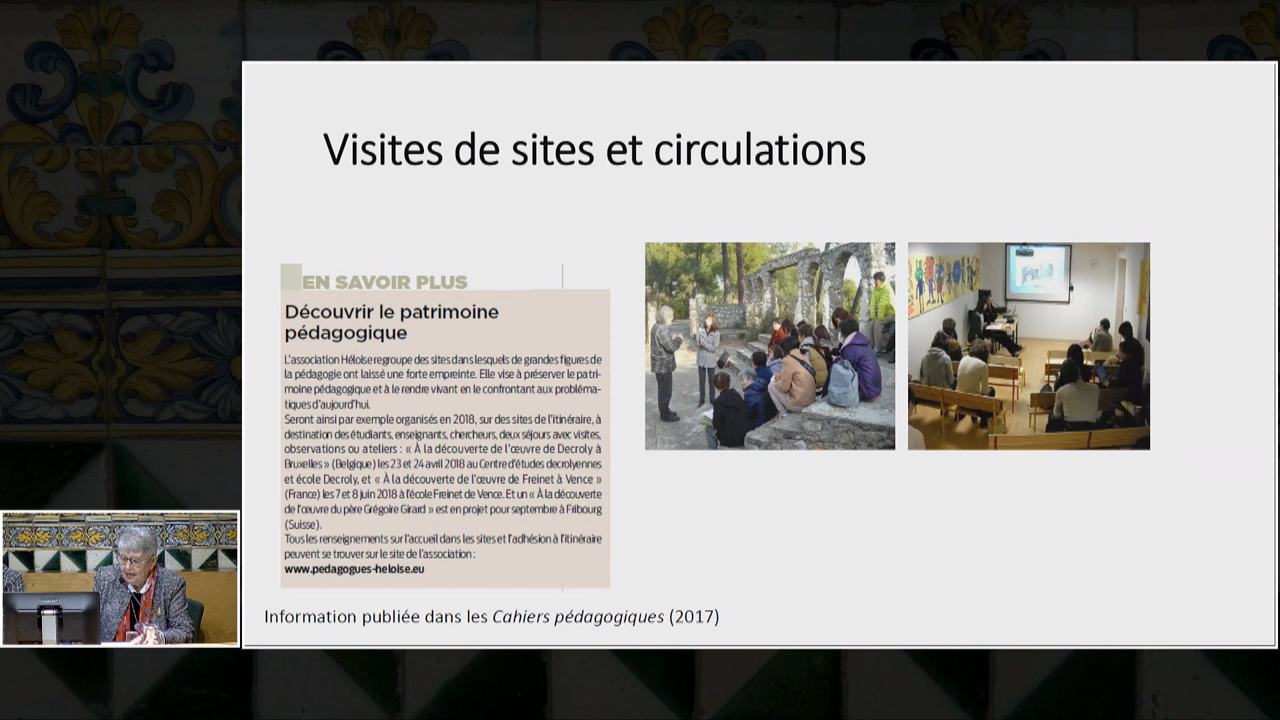 Visites de sites et circulations
EN SAVOIR PLUS
Découvrir le patrimoine
pédagogique
L'association Héloise regroupe des sites dans lesquels de grandes figures de
la pédagogie ont laissé une forte empreinte. Elle vise à préserver le patri-
moine pédagogique et à le rendre vivant en le confrontant aux probléma-
tiques d'aujourd'hui.
Seront ainsi par exemple organisés en 2018, sur des sites de l'itinéraire, à
destination des étudiants, enseignants, chercheurs, deux séjours avec visites,
observations ou ateliers : « À la découverte de l'œuvre de Decroly à
Bruxelles » (Belgique) les 23 et 24 avril 2018 au Centre d'études decrolyennes
et école Decroly, et « À la découverte de l'œuvre de Freinet à Vence »
(France) les 7 et 8 juin 2018 à l'école Freinet de Vence. Et un « À la découverte
de l'œuvre du père Grégoire Girard » est en projet pour septembre à Fribourg
(Suisse).
Tous les renseignements sur l'accueil dans les sites et l'adhésion à l'itinéraire
peuvent se trouver sur le site de l'association :
www.pedagogues-heloise.eu
Information publiée dans les Cahiers pédagogiques (2017)